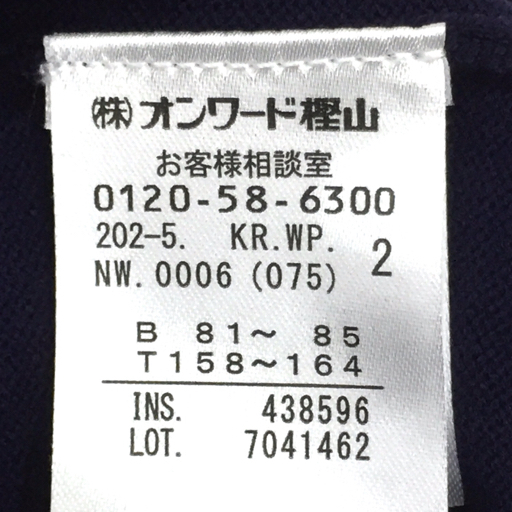 ㈱オンワード樫山
お客様相談室
0120-58-6300
202-5. KR.WP. 2
NW.0006(075)
B 81～ 85
T158～164
INS. 438596
LOT. 7041462